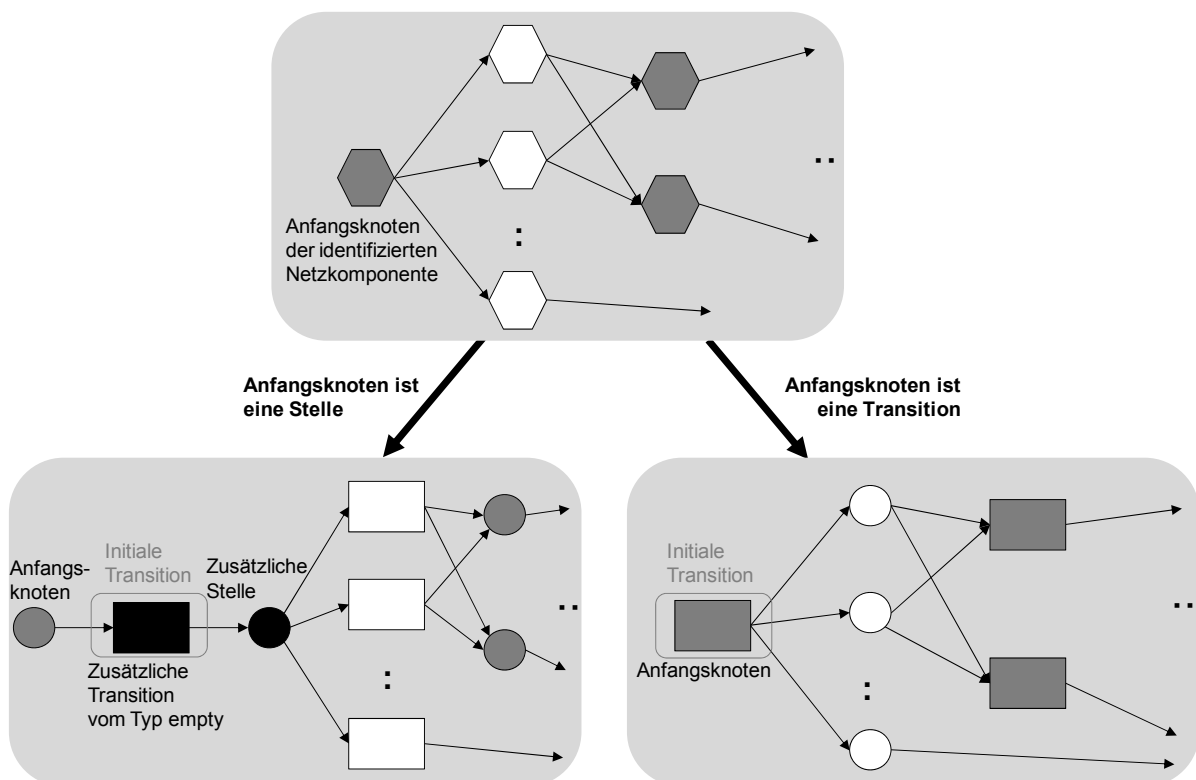 Anfangsknoten
der identifizierten
Netzkomponente
:
..
Anfangsknoten ist
eine Stelle
Anfangsknoten ist
eine Transition
Anfangs-
knoten
Initiale
Transition
Zusätzliche
Stelle
Zusätzliche
Transition
vom Typ empty
:
..
Initiale
Transition
Anfangsknoten
:
..